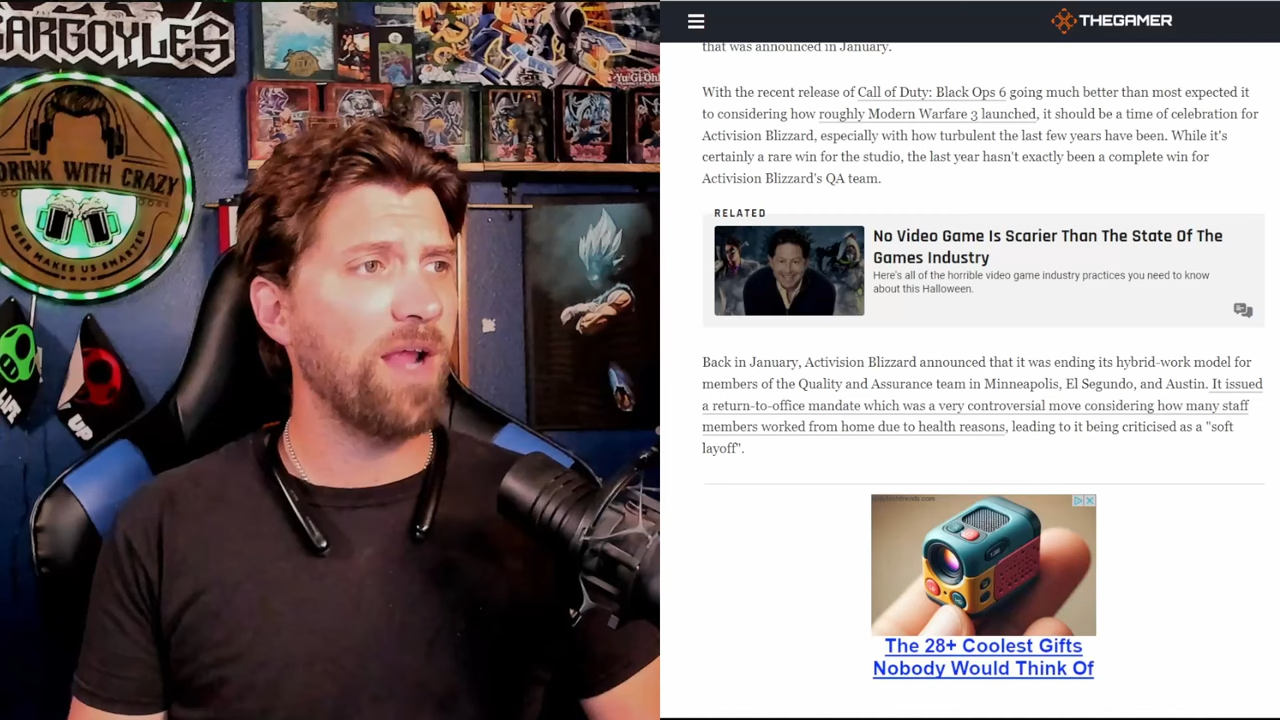 GARGOYLES
Yu-Gi-Oh!
DRINK WITH CRAZY
BEER MAKES US SMARTER
LIFE
UP
THEGAMER
that was announced in January.
With the recent release of Call of Duty: Black Ops 6 going much better than most expected it
to considering how roughly Modern Warfare 3 launched, it should be a time of celebration for
Activision Blizzard, especially with how turbulent the last few years have been. While it's
certainly a rare win for the studio, the last year hasn't exactly been a complete win for
Activision Blizzard's QA team.
RELATED
No Video Game Is Scarier Than The State Of The
Games Industry
Here's all of the horrible video game industry practices you need to know
about this Halloween.
Back in January, Activision Blizzard announced that it was ending its hybrid-work model for
members of the Quality and Assurance team in Minneapolis, El Segundo, and Austin. It issued
a return-to-office mandate which was a very controversial move considering how many staff
members worked from home due to health reasons, leading to it being criticised as a "soft
layoff".
The 28+ Coolest Gifts
Nobody Would Think Of